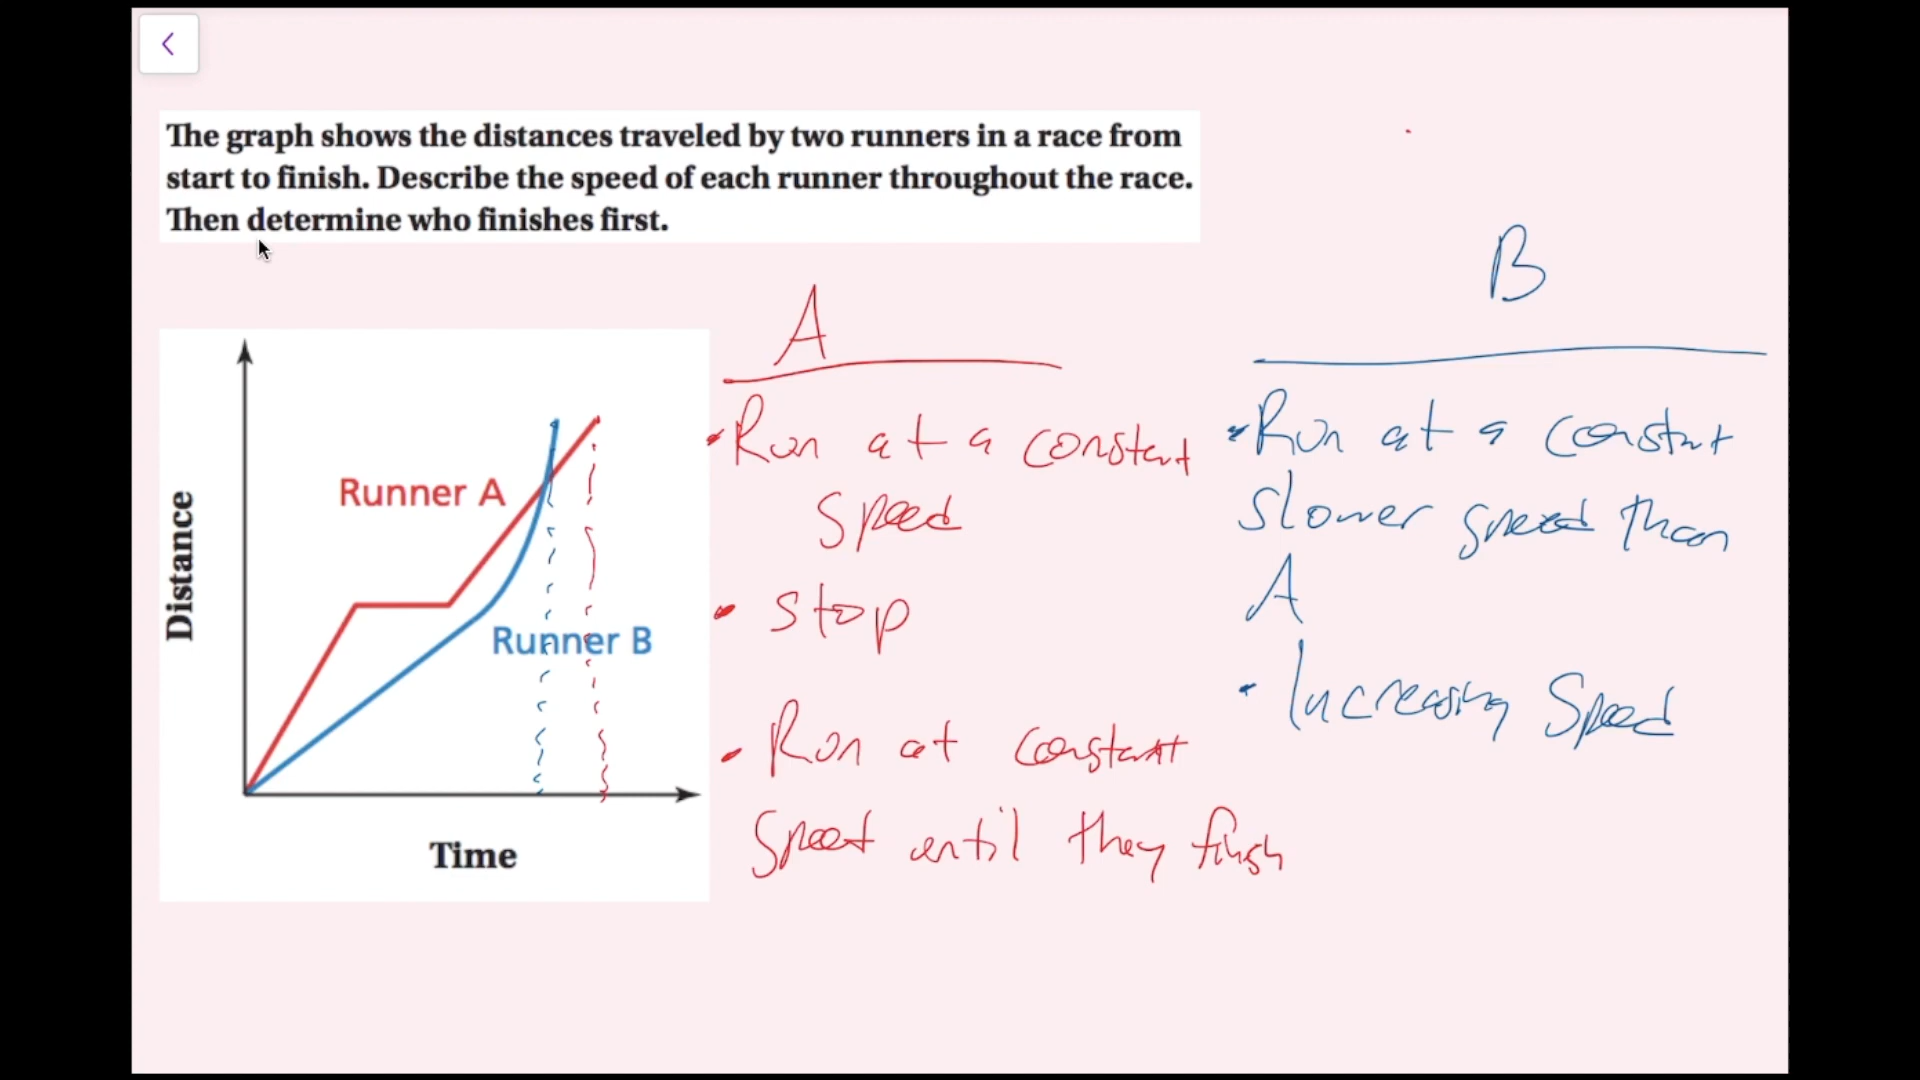 The graph shows the distances traveled by two runners in a race from
start to finish. Describe the speed of each runner throughout the race.
Then determine who finishes first.
Distance
Runner A
Runner B
Time
A
• Run at a constant
speed
• stop
• Run at constant
speed until they finish
B
• Run at a constant
slower speed than
A
• Increasing Speed